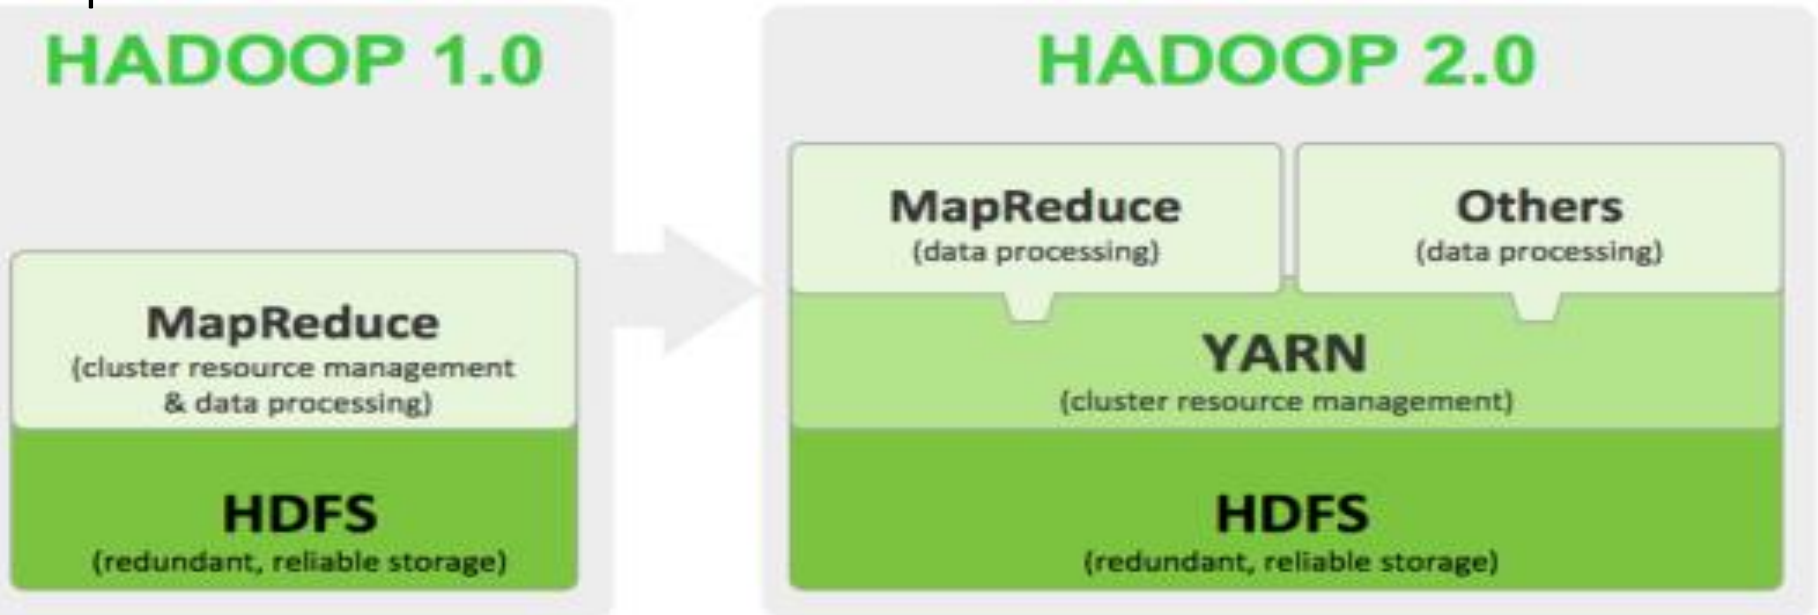 HADOOP 1.0
MapReduce
(cluster resource management
& data processing)
HDFS
(redundant, reliable storage)
HADOOP 2.0
MapReduce
(data processing)
Others
(data processing)
YARN
(cluster resource management)
HDFS
(redundant, reliable storage)